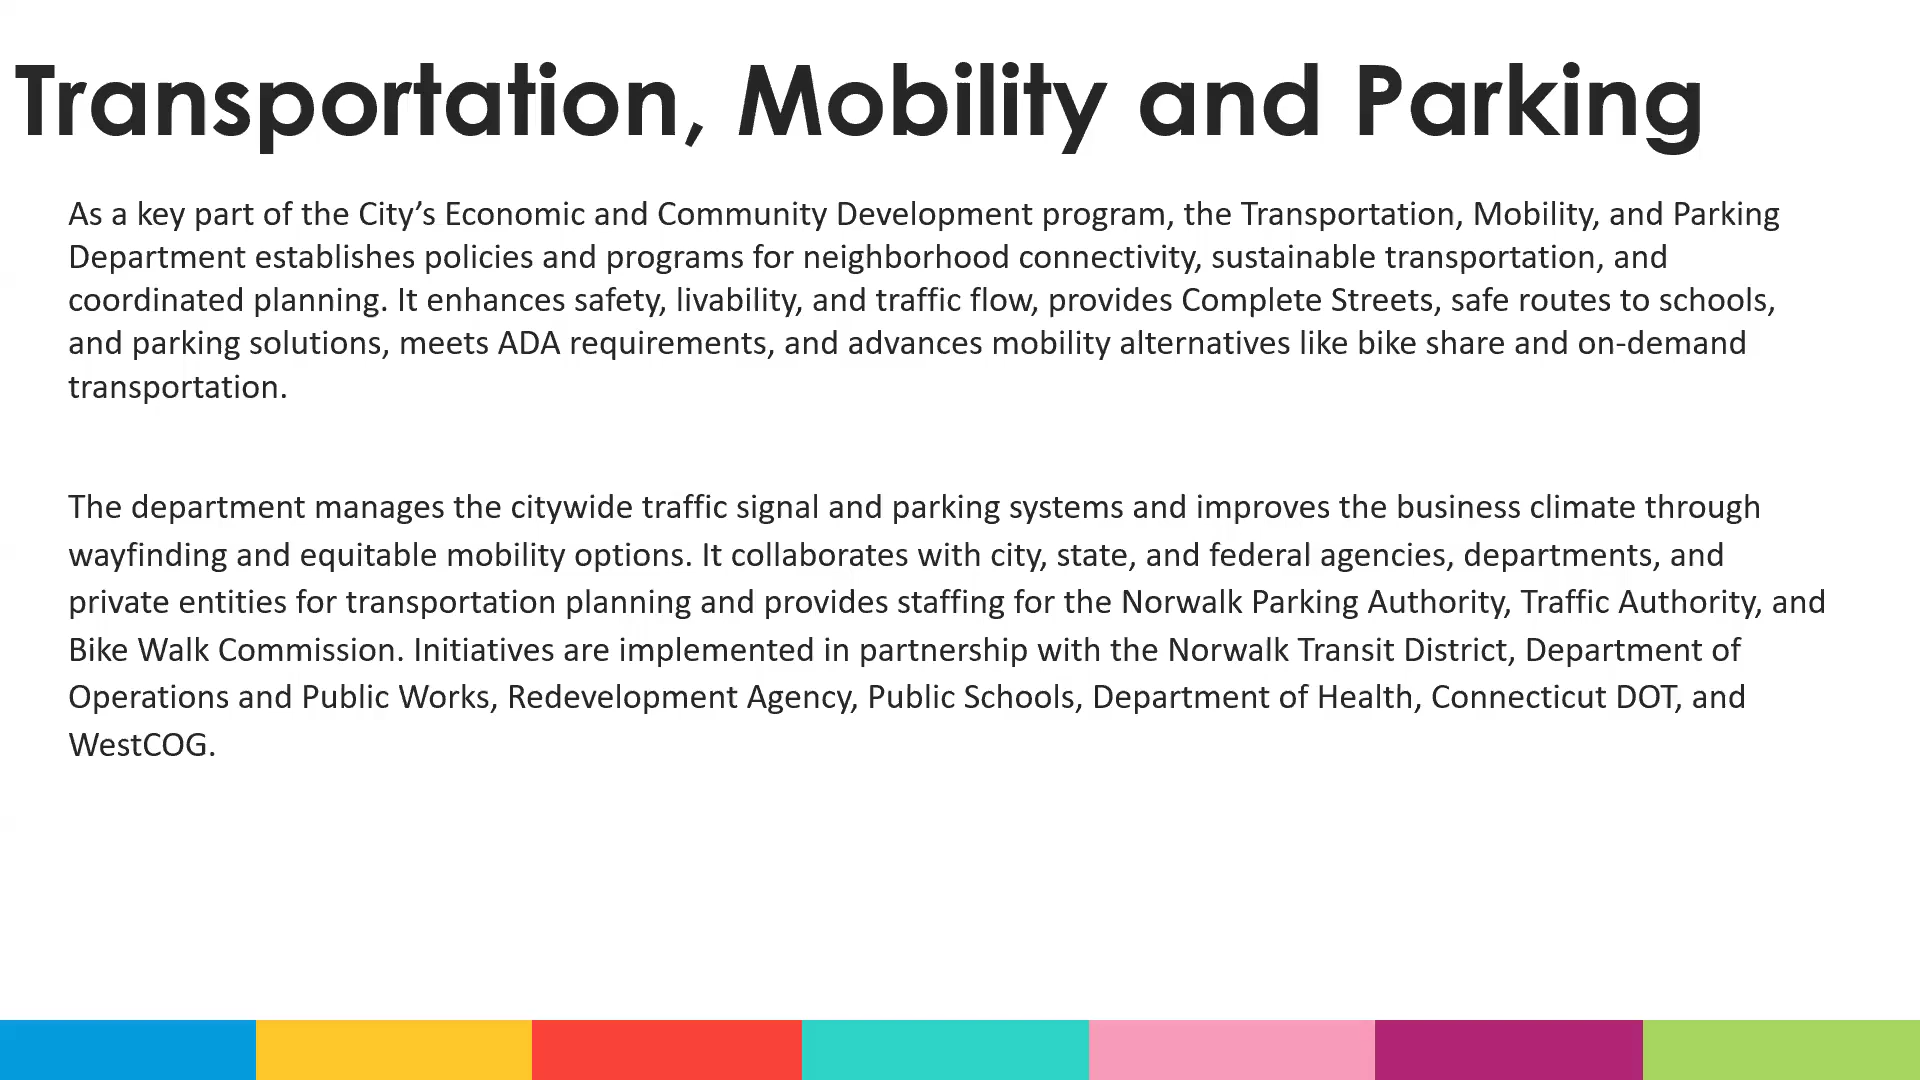 Transportation, Mobility and Parking
As a key part of the City’s Economic and Community Development program, the Transportation, Mobility, and Parking
Department establishes policies and programs for neighborhood connectivity, sustainable transportation, and
coordinated planning. It enhances safety, livability, and traffic flow, provides Complete Streets, safe routes to schools,
and parking solutions, meets ADA requirements, and advances mobility alternatives like bike share and on-demand
transportation.
The department manages the citywide traffic signal and parking systems and improves the business climate through
wayfinding and equitable mobility options. It collaborates with city, state, and federal agencies, departments, and
private entities for transportation planning and provides staffing for the Norwalk Parking Authority, Traffic Authority, and
Bike Walk Commission. Initiatives are implemented in partnership with the Norwalk Transit District, Department of
Operations and Public Works, Redevelopment Agency, Public Schools, Department of Health, Connecticut DOT, and
WestCOG.